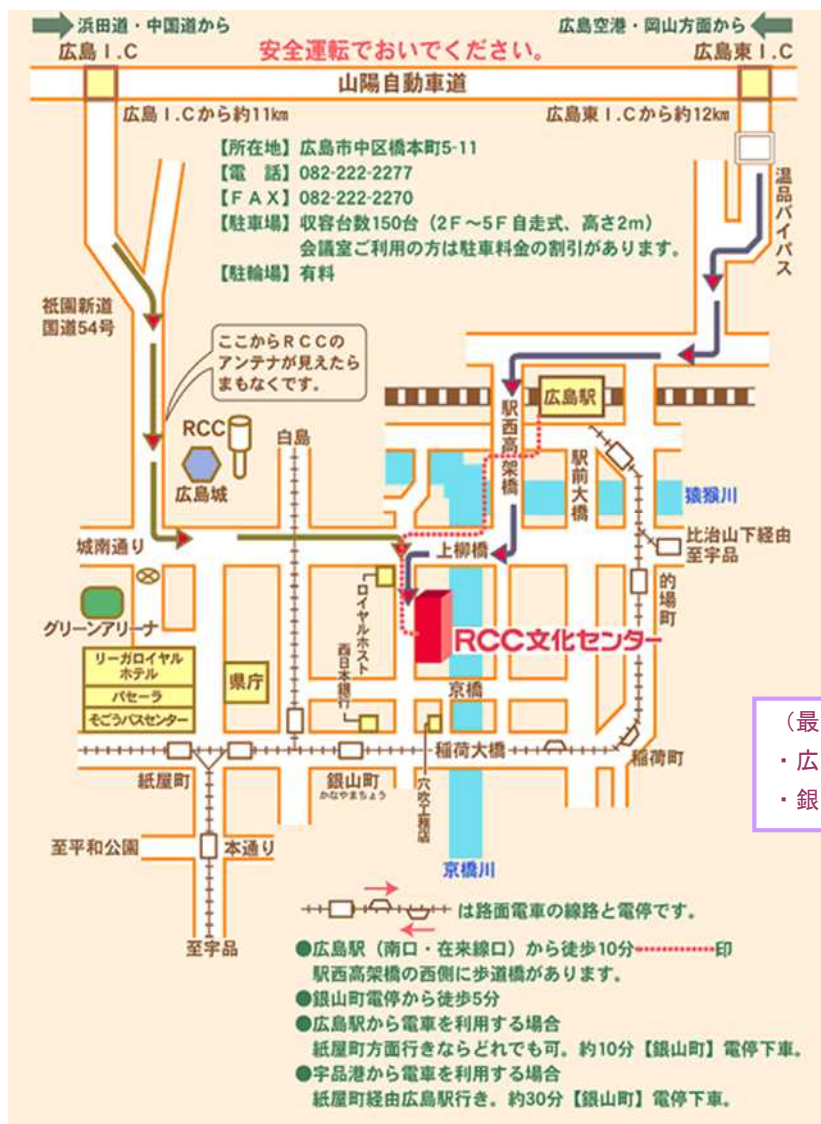 浜田道・中国道から
広島空港・岡山方面から
広島I.C
安全運転でおいでください。
広島東I.C
山陽自動車道
広島I.Cから約11km
広島東I.Cから約12km
【所在地】広島市中区橋本町5-11
【電　話】082-222-2277
【ＦＡＸ】082-222-2270
【駐車場】収容台数150台（2F～5F自走式、高さ2m）
会議室ご利用の方は駐車料金の割引があります。
【駐輪場】有料
温品バイパス
祇園新道
国道54号
ここからRCCの
アンテナが見えたら
まもなくです。
広島駅
駅西高架橋
RCC
白島
広島城
駅前大橋
猿猴川
城南通り
上柳橋
比治山下経由
至宇品
的場町
グリーンアリーナ
ロイヤルホスト
RCC文化センター
リーガロイヤル
ホテル
パセーラ
そごうバスセンター
県庁
西日本銀行
京橋
（最
・広
・銀
稲荷大橋
稲荷町
紙屋町
銀山町
かなやまちょう
穴吹工務店
至平和公園
本通り
京橋川
至宇品
は路面電車の線路と電停です。
●広島駅（南口・在来線口）から徒歩10分 印
駅西高架橋の西側に歩道橋があります。
●銀山町電停から徒歩5分
●広島駅から電車を利用する場合
紙屋町方面行きならどれでも可。約10分【銀山町】電停下車。
●宇品港から電車を利用する場合
紙屋町経由広島駅行き。約30分【銀山町】電停下車。